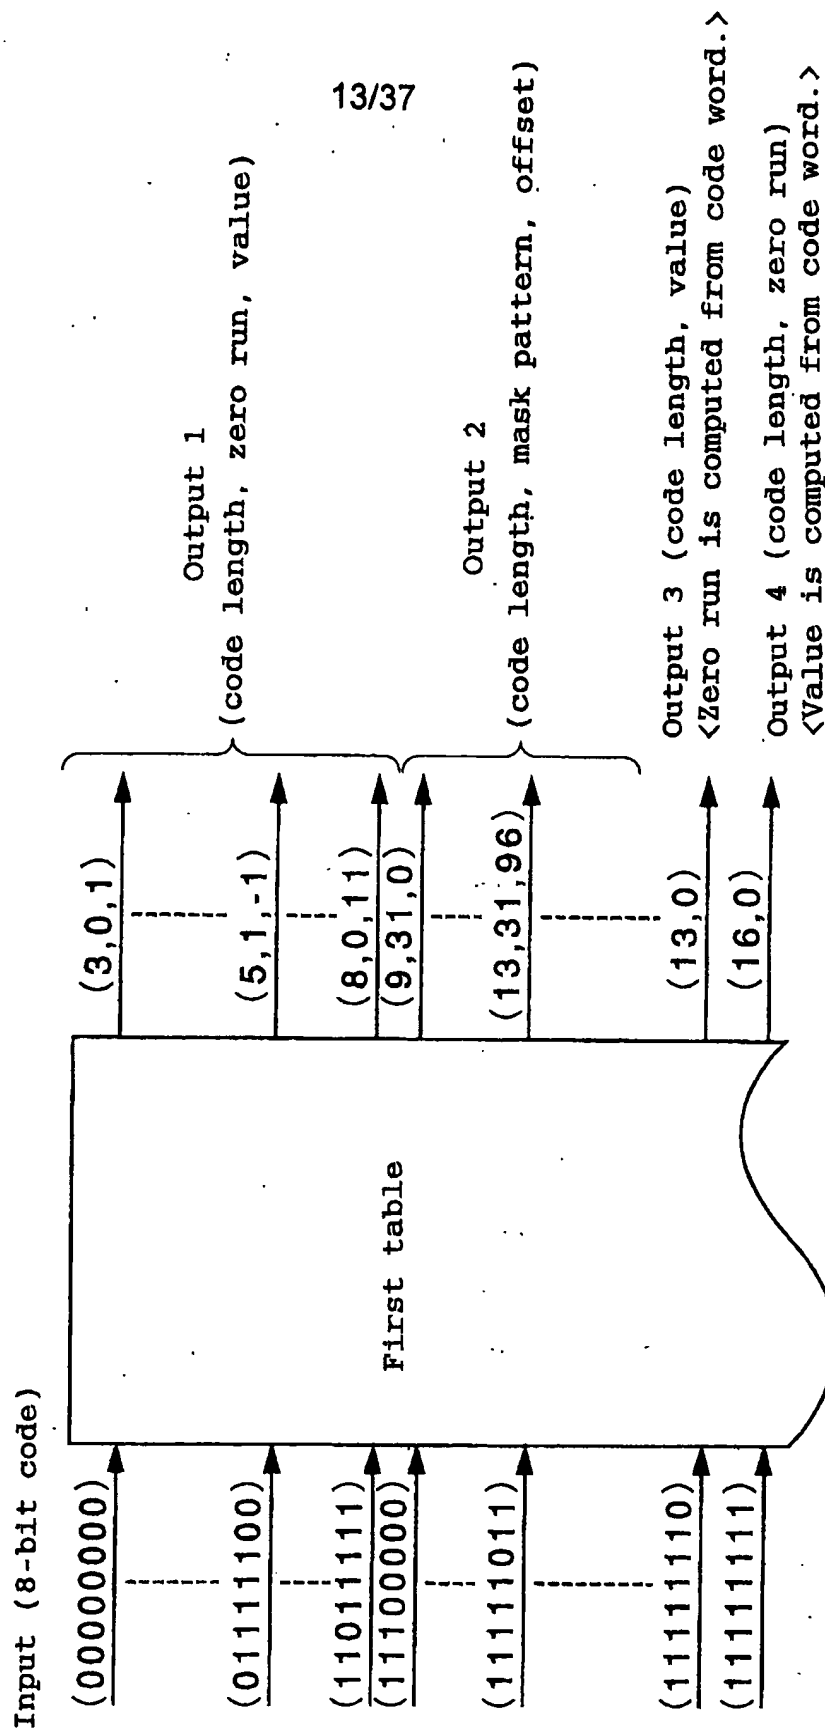 13/37
Input (8-bit code)
(00000000)
(01111100)
(11011111)
(11100000)
(11111011)
(11111110)
(11111111)
First table
(3,0,1)
(5,1,-1)
(8,0,11)
(9,31,0)
(13,31,96)
(13,0)
(16,0)
Output 1
(code length, zero run, value)
Output 2
(code length, mask pattern, offset)
Output 3 (code length, value)
<Zero run is computed from code word.>
Output 4 (code length, zero run)
<Value is computed from code word.>